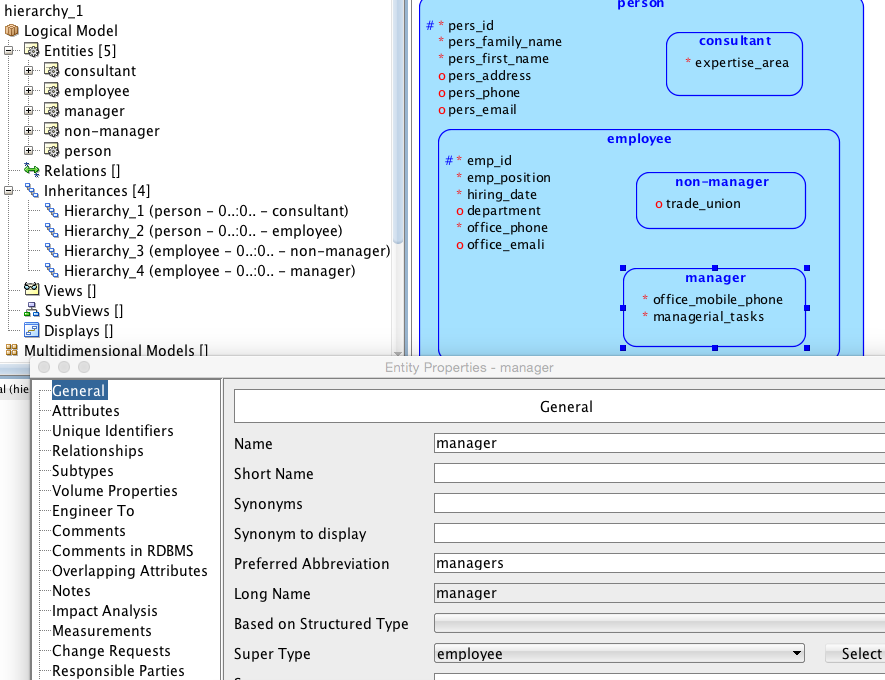 hierarchy_1
Logical Model
Entities [5]
consultant
employee
manager
non-manager
person
Relations []
Inheritances [4]
Hierarchy_1 (person - 0..:0.. - consultant)
Hierarchy_2 (person - 0..:0.. - employee)
Hierarchy_3 (employee - 0..:0.. - non-manager)
Hierarchy_4 (employee - 0..:0.. - manager)
Views []
SubViews []
Displays []
Multidimensional Models []
person
# * pers_id
* pers_family_name
* pers_first_name
o pers_address
o pers_phone
o pers_email
consultant
* expertise_area
employee
# * emp_id
* emp_position
* hiring_date
o department
* office_phone
o office_emali
non-manager
o trade_union
manager
* office_mobile_phone
* managerial_tasks
al (hie
Entity Properties - manager
General
Attributes
Unique Identifiers
Relationships
Subtypes
Volume Properties
Engineer To
Comments
Comments in RDBMS
Overlapping Attributes
Notes
Impact Analysis
Measurements
Change Requests
Responsible Parties
General
Name manager
Short Name
Synonyms
Synonym to display
Preferred Abbreviation managers
Long Name manager
Based on Structured Type
Super Type employee Select